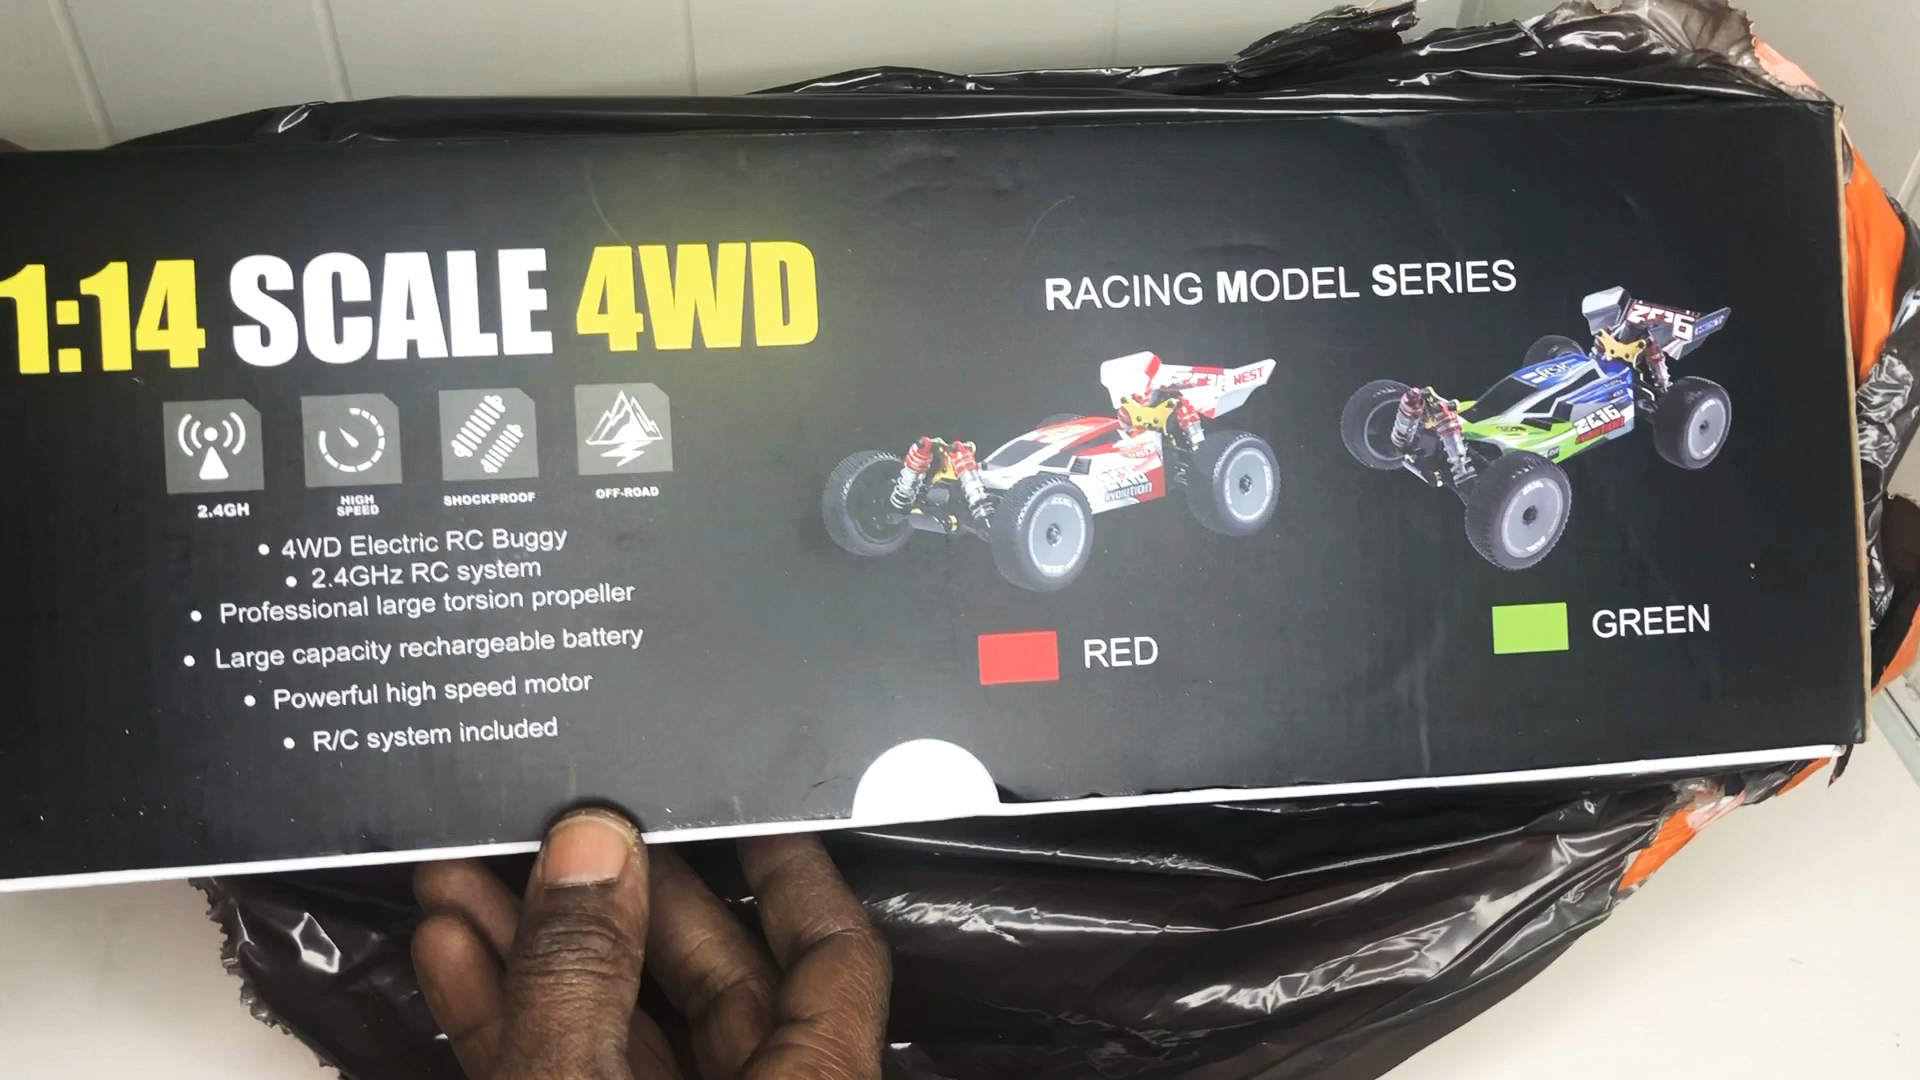 1:14 SCALE 4WD
2.4GH
HIGH
SPEED
SHOCKPROOF
OFF-ROAD
• 4WD Electric RC Buggy
• 2.4GHz RC system
• Professional large torsion propeller
• Large capacity rechargeable battery
• Powerful high speed motor
• R/C system included
RACING MODEL SERIES
WEST
evolution
RED
GREEN